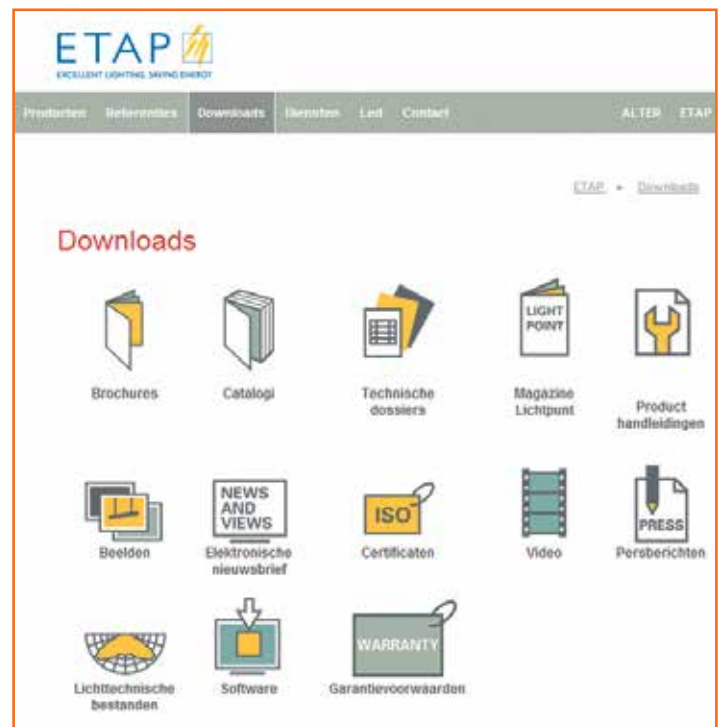 ETAP
EXCELLENT LIGHTING, SAVING ENERGY
Producten Referenties Downloads Diensten Led Contact ALTER ETAP
ETAP ▸ Downloads
Downloads
LIGHT
POINT
Brochures Catalogi Technische
dossiers Magazine
Lichtpunt Product
handleidingen
NEWS
AND
VIEWS
ISO
PRESS
Beelden Elektronische
nieuwsbrief Certificaten Video Persberichten
WARRANTY
Lichttechnische
bestanden Software Garantievoorwaarden